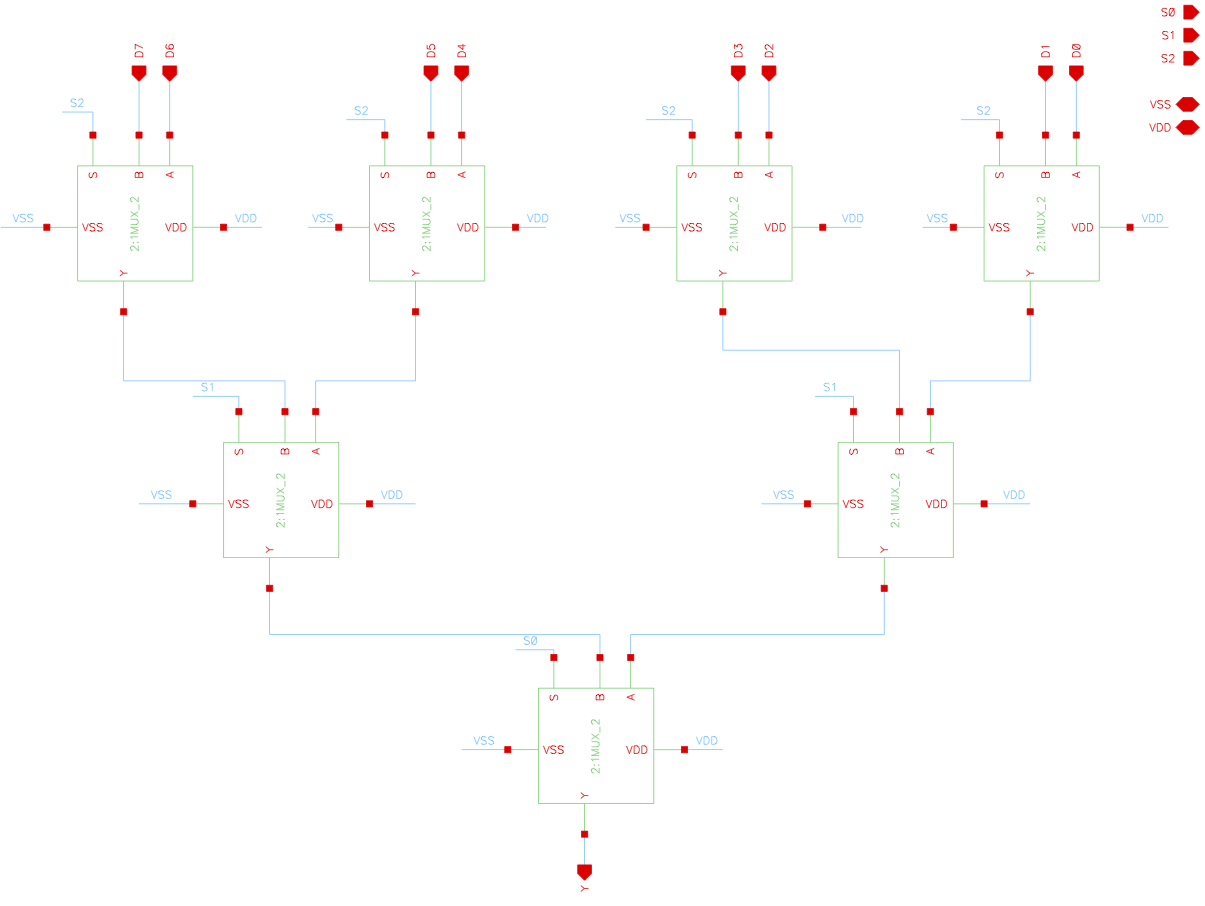 SØ
S1
S2
VSS
VDD
D7 D6 D5 D4 D3 D2 D1 DØ
S2 S2 S2 S2
S B A S B A S B A S B A
VSS VSS 2:1MUX_2 VDD VDD VSS VSS 2:1MUX_2 VDD VDD VSS VSS 2:1MUX_2 VDD VDD VSS VSS 2:1MUX_2 VDD VDD
Y Y Y Y
S1 S1
S B A S B A
VSS VSS 2:1MUX_2 VDD VDD VSS VSS 2:1MUX_2 VDD VDD
Y Y
SØ
S B A
VSS VSS 2:1MUX_2 VDD VDD
Y
Y